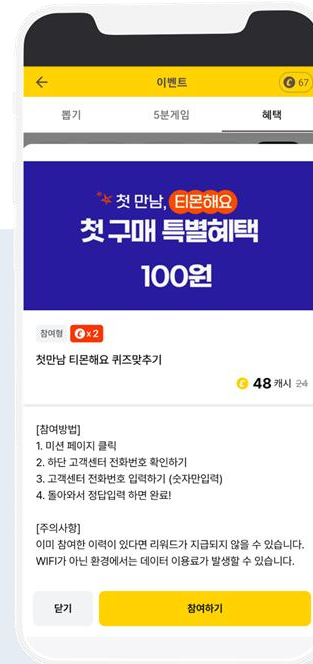 이벤트
67
뽑기
5분게임
혜택
첫 만남, 티몬해요
첫 구매 특별혜택
100원
참여형 x2
첫만남 티몬해요 퀴즈맞추기
48 캐시 24
[참여방법]
1. 미션 페이지 클릭
2. 하단 고객센터 전화번호 확인하기
3. 고객센터 전화번호 입력하기 (숫자만입력)
4. 돌아와서 정답입력 하면 완료!
[주의사항]
이미 참여한 이력이 있다면 리워드가 지급되지 않을 수 있습니다.
WIFI가 아닌 환경에서는 데이터 이용료가 발생할 수 있습니다.
닫기
참여하기